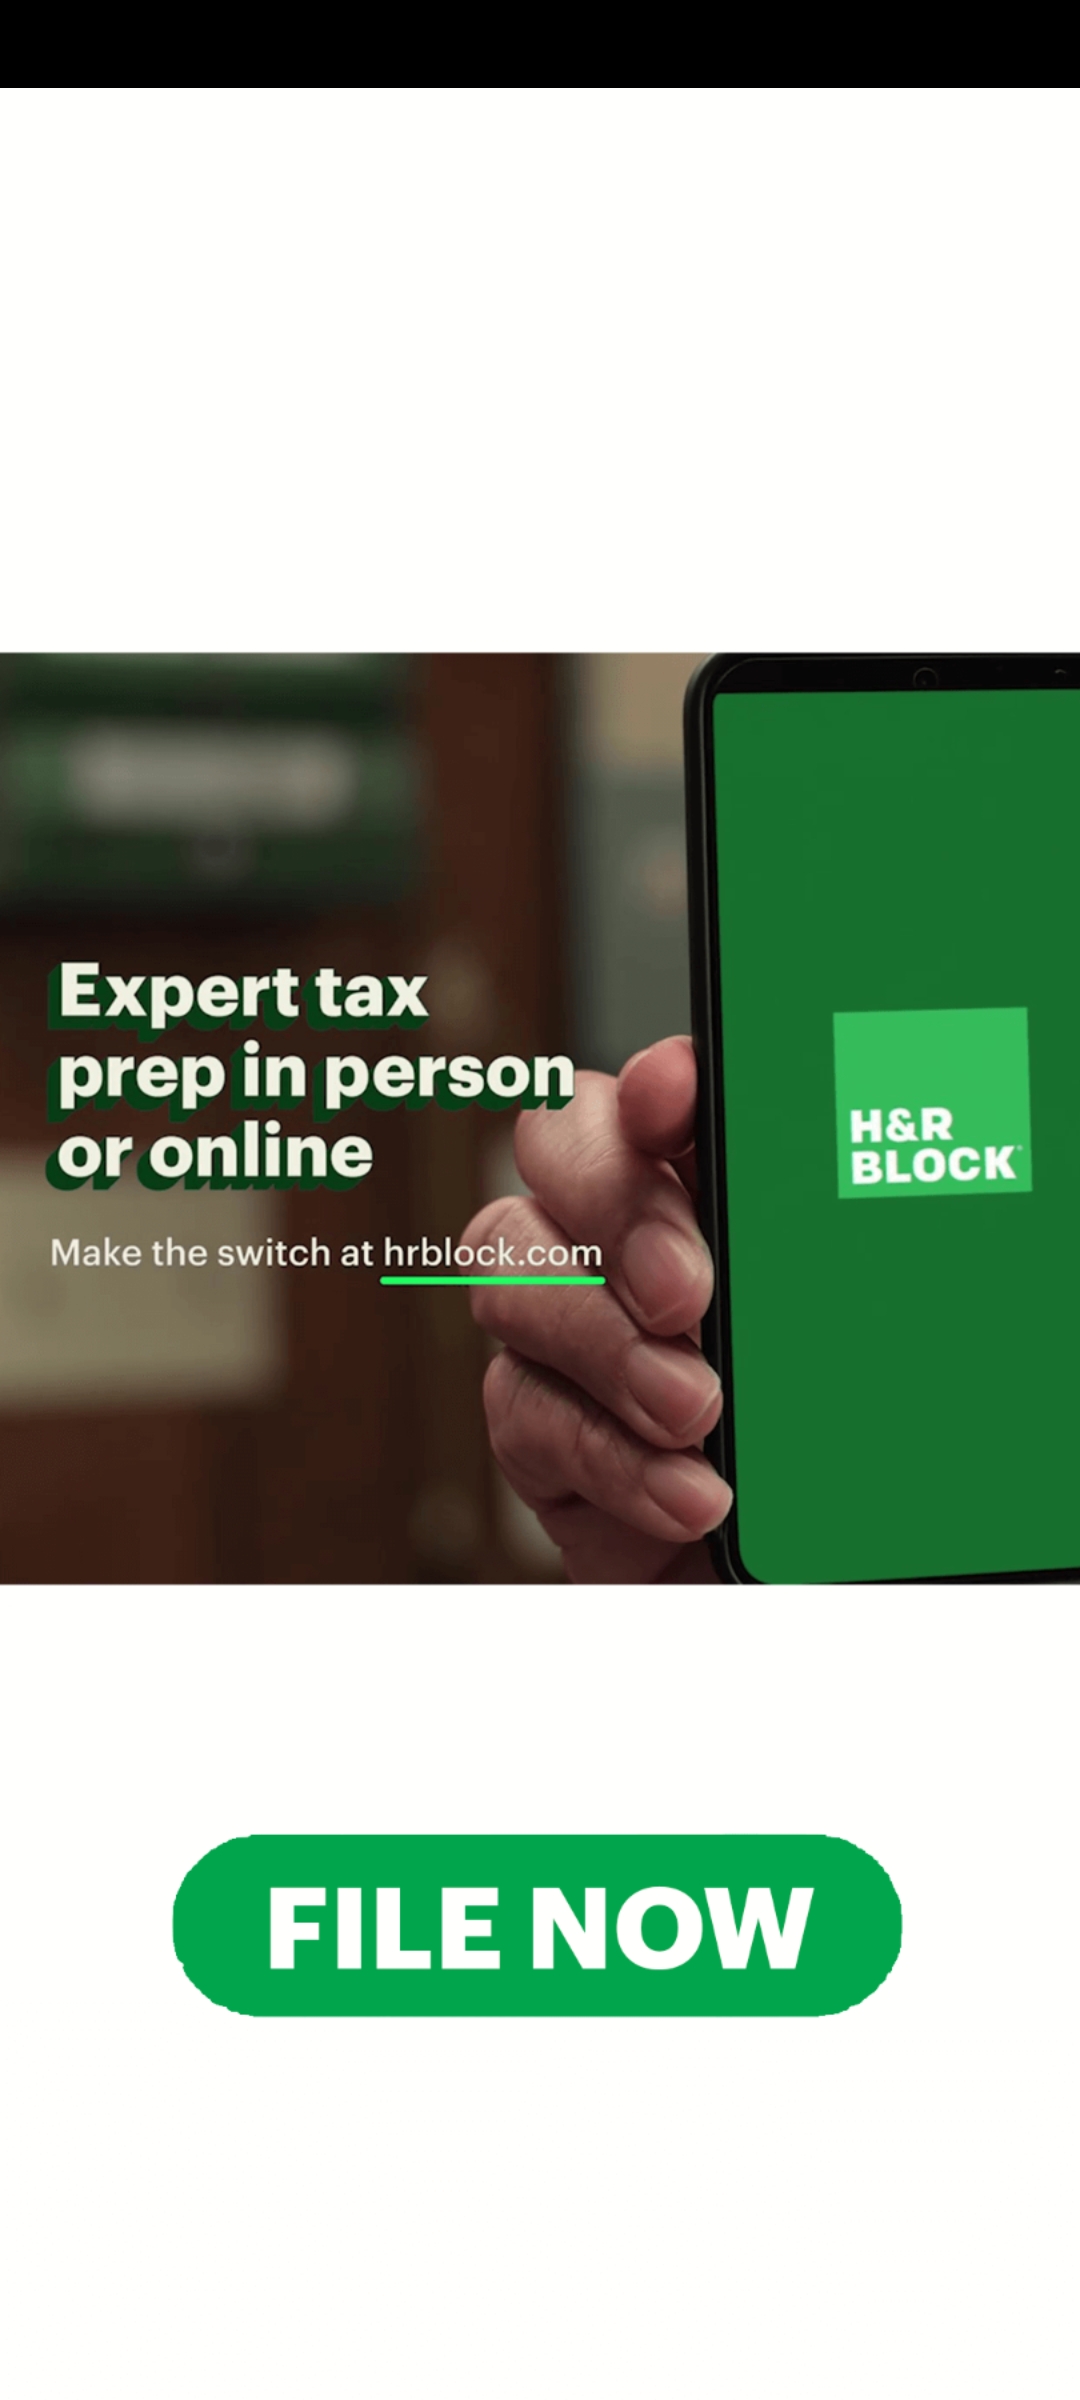 Expert tax
prep in person
or online
Make the switch at hrblock.com
H&R
BLOCK
FILE NOW